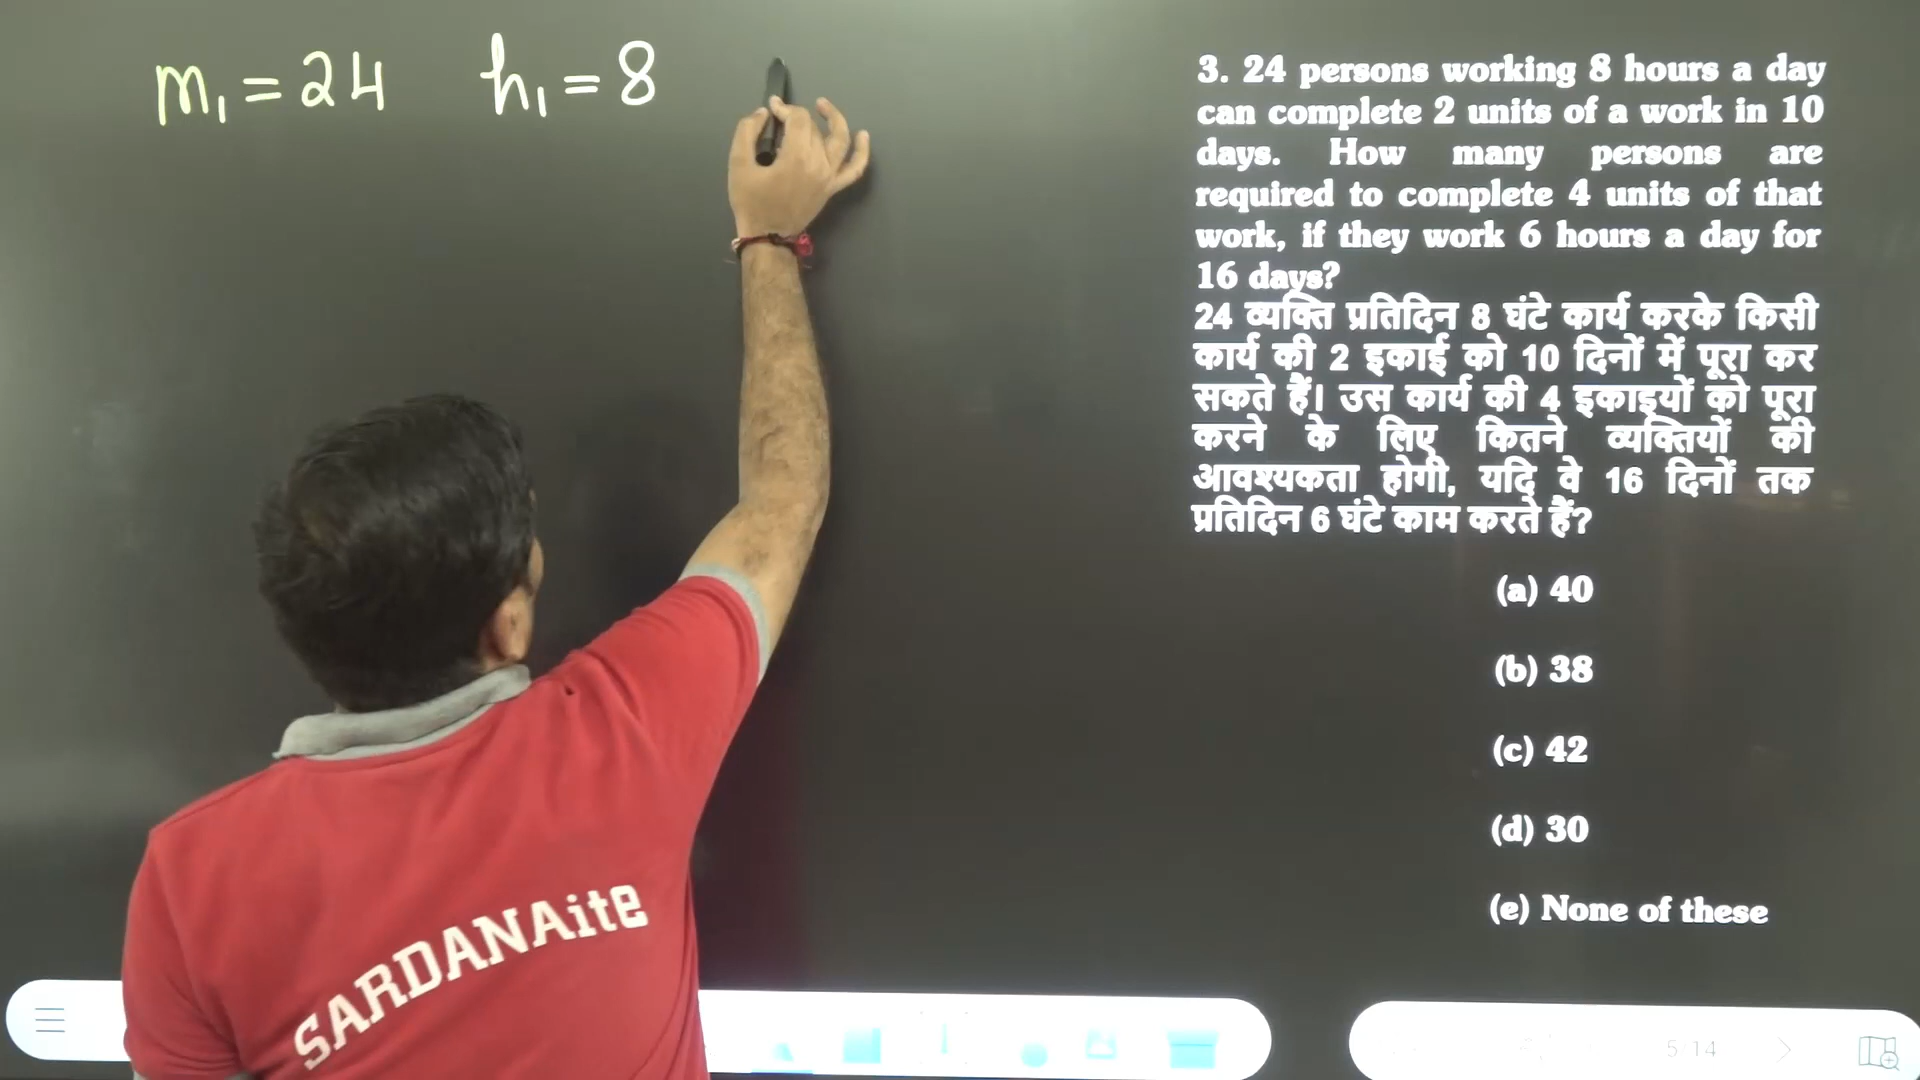 m₁ = 24 h₁ = 8
3. 24 persons working 8 hours a day
can complete 2 units of a work in 10
days. How many persons are
required to complete 4 units of that
work, if they work 6 hours a day for
16 days?
24 व्यक्ति प्रतिदिन 8 घंटे कार्य करके किसी
कार्य की 2 इकाई को 10 दिनों में पूरा कर
सकते हैं। उस कार्य की 4 इकाइयों को पूरा
करने के लिए कितने व्यक्तियों की
आवश्यकता होगी, यदि वे 16 दिनों तक
प्रतिदिन 6 घंटे काम करते हैं?
(a) 40
(b) 38
(c) 42
(d) 30
(e) None of these
SARDANAite
5/14